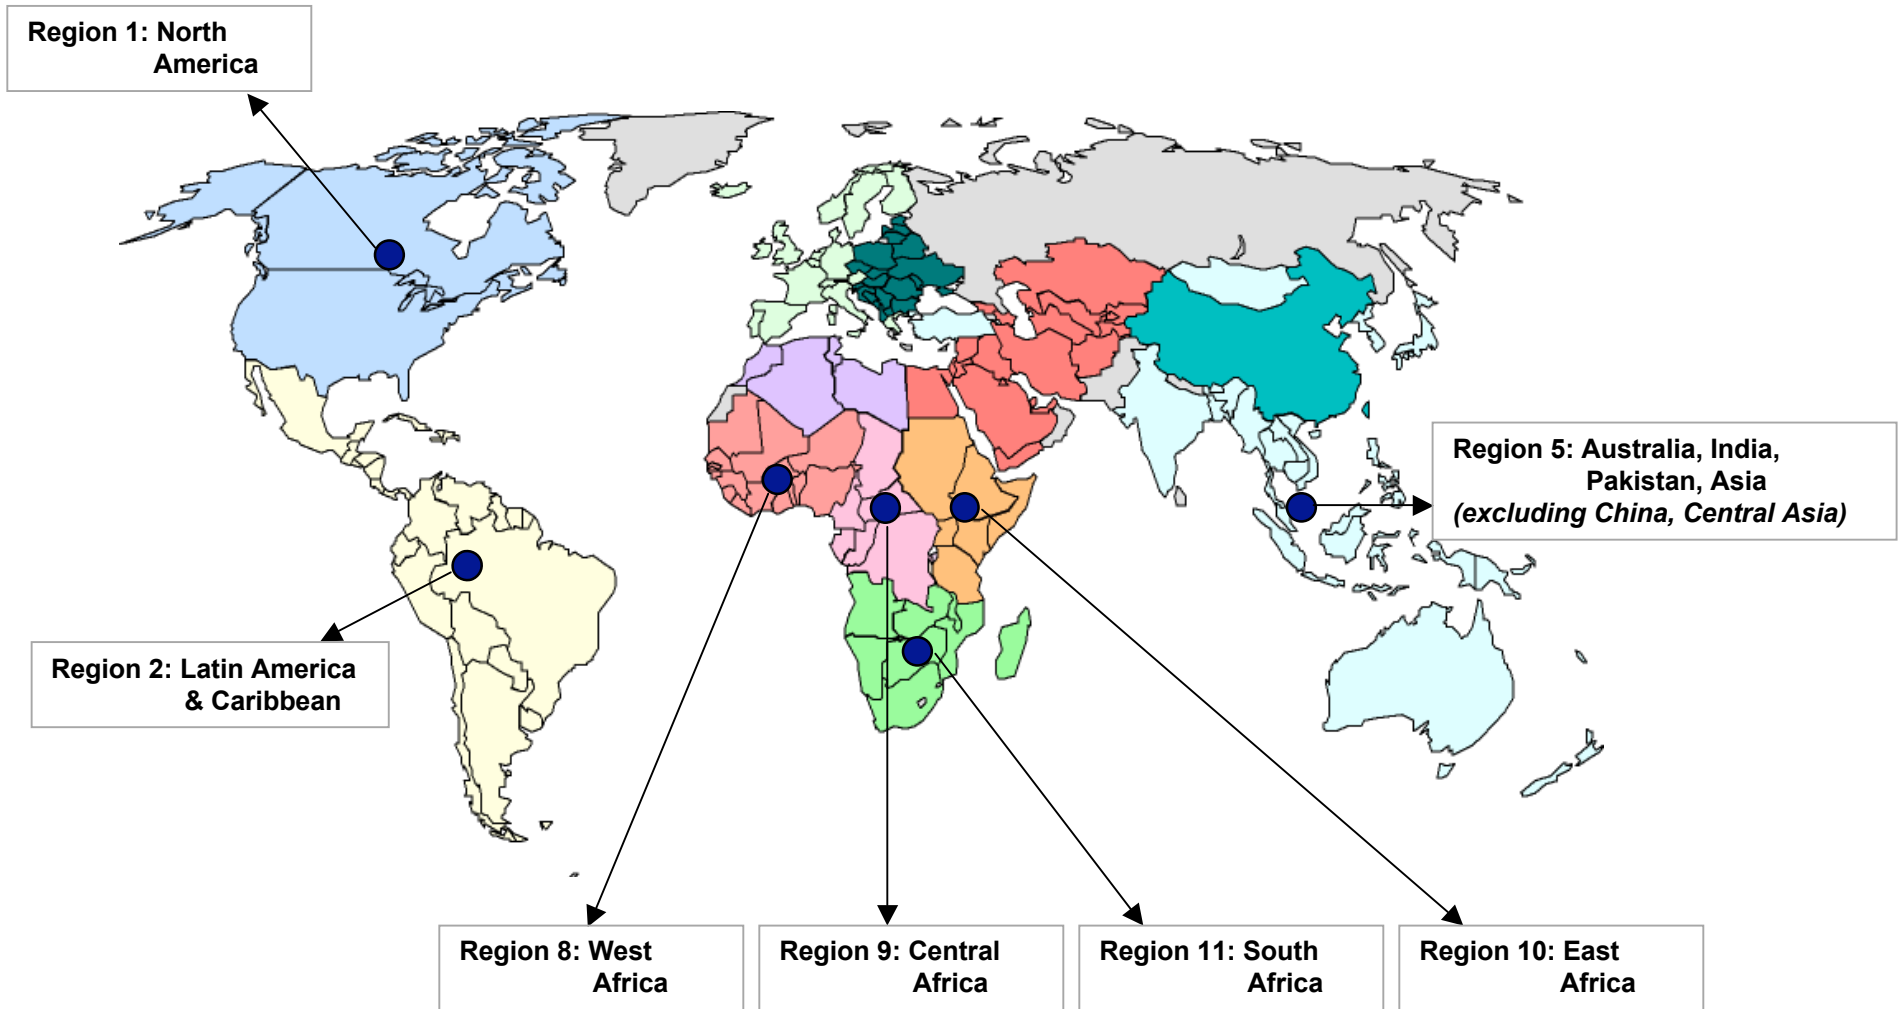 Region 1: North
America
Region 5: Australia, India,
Pakistan, Asia
(excluding China, Central Asia)
Region 2: Latin America
& Caribbean
Region 8: West
Africa
Region 9: Central
Africa
Region 11: South
Africa
Region 10: East
Africa